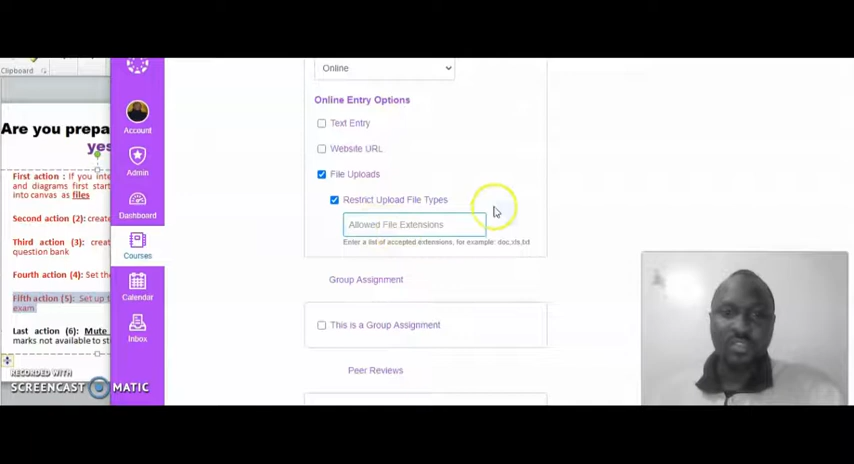 Clipboard
Are you prepa
yes
First action : If you inte
and diagrams first star
into canvas as files
Second action (2): creat
Third action (3): creat
question bank
Fourth action (4): Set the
Fifth action (5): Set up t
exam
Last action (6): Mute
marks not available to st
RECORDED WITH
SCREENCAST MATIC
Account
Admin
Dashboard
Courses
Calendar
Inbox
Online
Online Entry Options
Text Entry
Website URL
File Uploads
Restrict Upload File Types
Allowed File Extensions
Enter a list of accepted extensions, for example: doc,xls,txt
Group Assignment
This is a Group Assignment
Peer Reviews